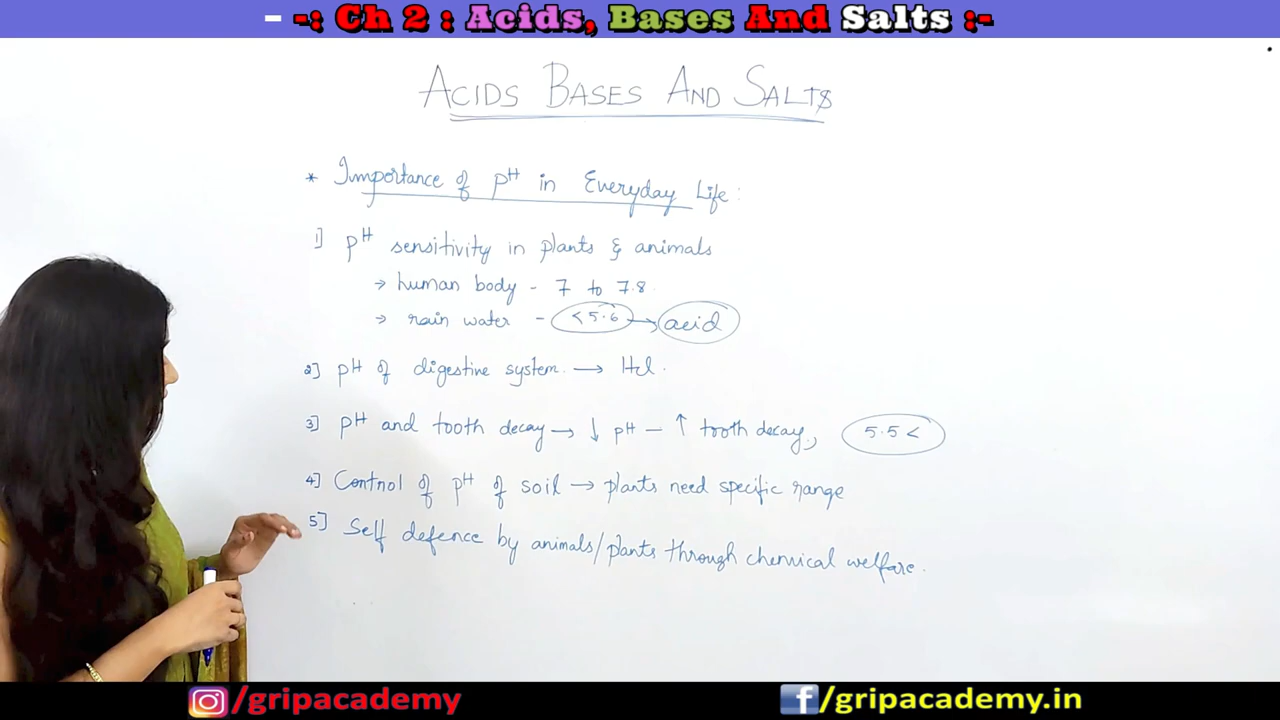 - -: Ch 2 : Acids, Bases And Salts :-
ACIDS BASES AND SALTS
* Importance of pH in Everyday Life :
1] pH sensitivity in plants & animals
→ human body - 7 to 7.8
→ rain water - <5.6 → acid
2] pH of digestive system. → Hcl.
3] pH and tooth decay → ↓ pH - ↑ tooth decay, 5.5 <
4] Control of pH of soil → plants need specific range
5] Self defence by animals/plants through chemical welfare.
/gripacademy
f/gripacademy.in